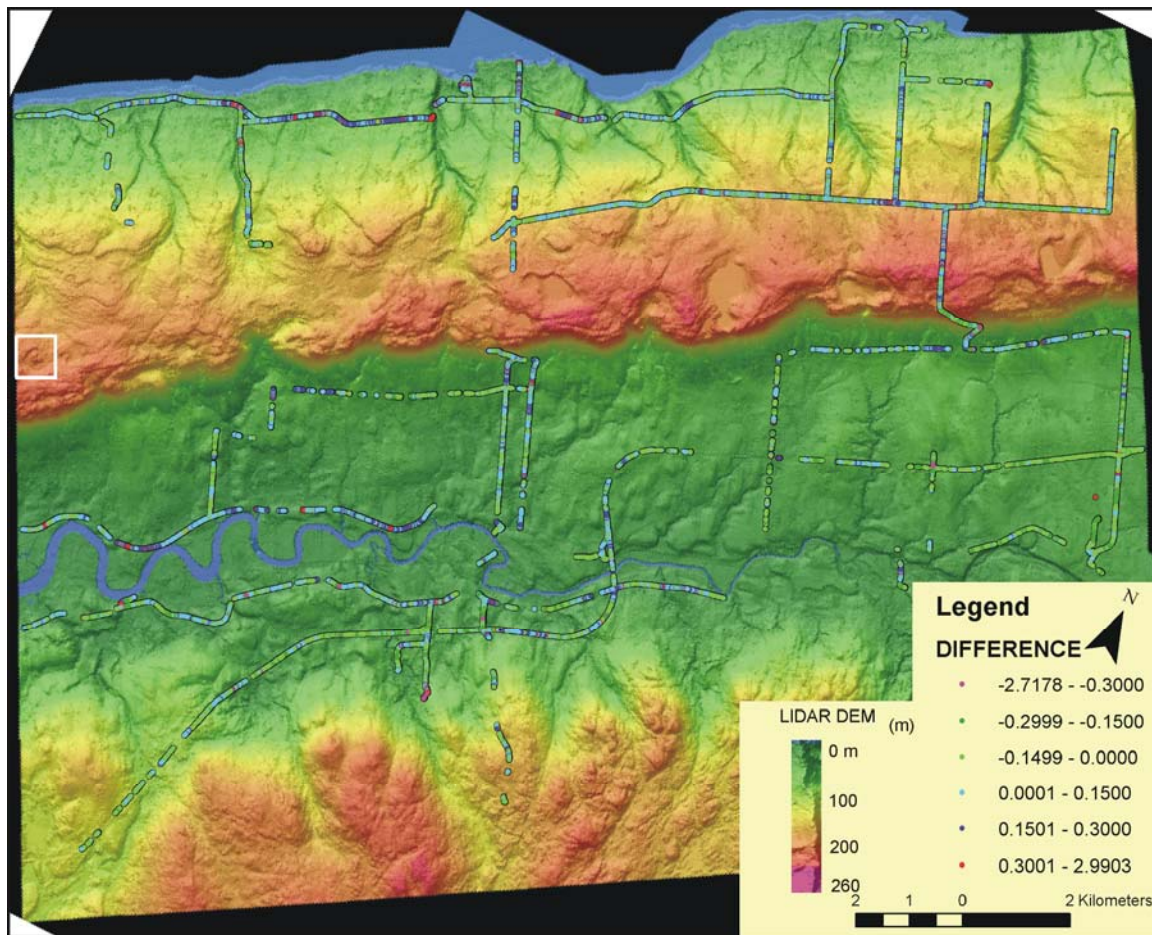 Legend
N
DIFFERENCE
-2.7178 - -0.3000
-0.2999 - -0.1500
-0.1499 - 0.0000
0.0001 - 0.1500
0.1501 - 0.3000
0.3001 - 2.9903
LIDAR DEM (m)
0 m
100
200
260
2 1 0 2 Kilometers